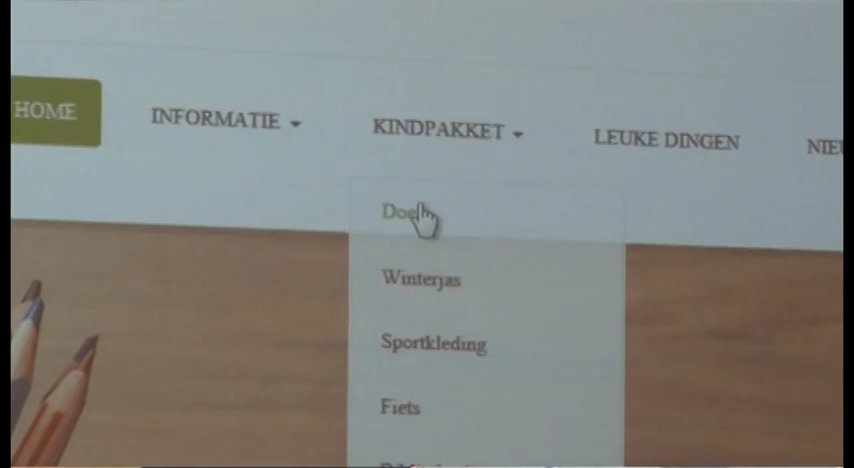 HOME INFORMATIE KINDPAKKET LEUKE DINGEN
Winterjas
Sportkleding
Fiets